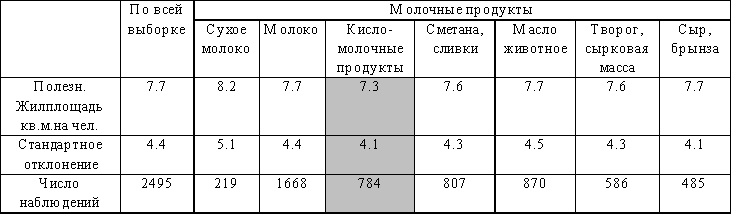 По всей выборке
Молочные продукты
Сухое молоко
Молоко
Кисло-молочные продукты
Сметана, сливки
Масло животное
Творог, сырковая масса
Сыр, брынза
Полезн. Жилплощадь кв.м.на чел.
7.7
8.2
7.7
7.3
7.6
7.7
7.6
7.7
Стандартное отклонение
4.4
5.1
4.4
4.1
4.3
4.5
4.3
4.1
Число наблюдений
2495
219
1668
784
807
870
586
485